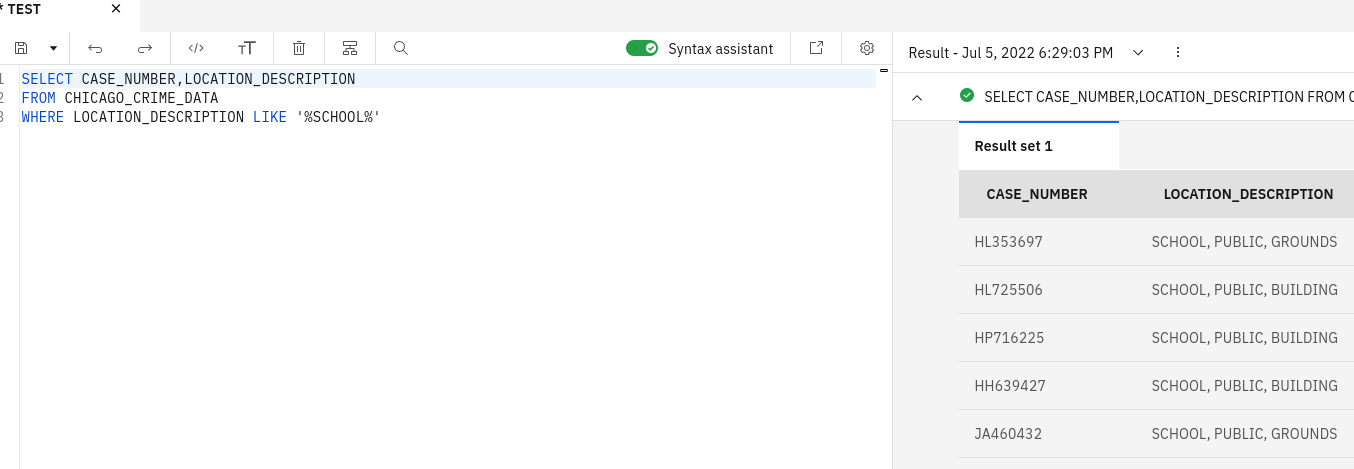 * TEST
Syntax assistant
1 SELECT CASE_NUMBER,LOCATION_DESCRIPTION
2 FROM CHICAGO_CRIME_DATA
3 WHERE LOCATION_DESCRIPTION LIKE '%SCHOOL%'
Result - Jul 5, 2022 6:29:03 PM
SELECT CASE_NUMBER,LOCATION_DESCRIPTION FROM
Result set 1
CASE_NUMBER LOCATION_DESCRIPTION
HL353697 SCHOOL, PUBLIC, GROUNDS
HL725506 SCHOOL, PUBLIC, BUILDING
HP716225 SCHOOL, PUBLIC, BUILDING
HH639427 SCHOOL, PUBLIC, BUILDING
JA460432 SCHOOL, PUBLIC, GROUNDS